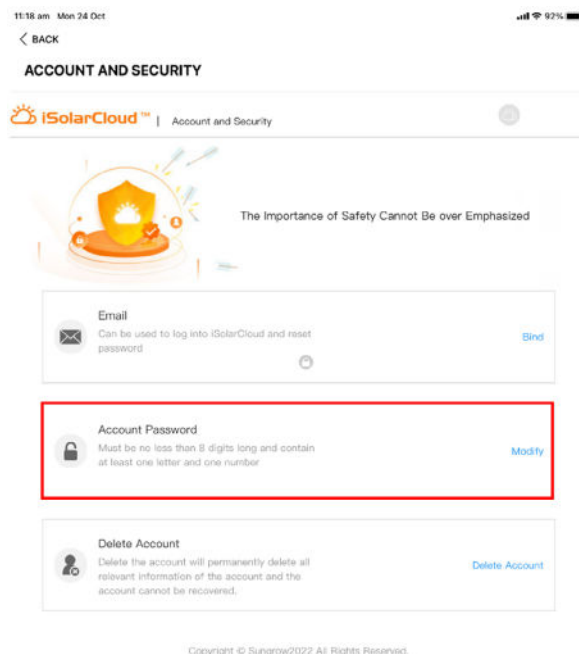 11:18 am Mon 24 Oct 92%
BACK
ACCOUNT AND SECURITY
iSolarCloud™ | Account and Security
The Importance of Safety Cannot Be over Emphasized
Email
Can be used to log into iSolarCloud and reset
password
Bind
Account Password
Must be no less than 8 digits long and contain
at least one letter and one number
Modify
Delete Account
Delete the account will permanently delete all
relevant information of the account and the
account cannot be recovered.
Delete Account
Copyright © Sungrow2022 All Rights Reserved.